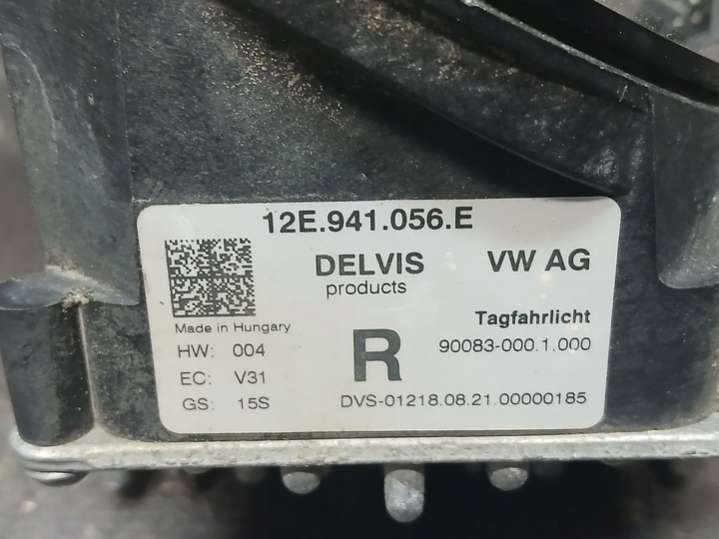 12E.941.056.E
DELVIS VW AG
products
Made in Hungary Tagfahrlicht
HW: 004 R 90083-000.1.000
EC: V31
GS: 15S DVS-01218.08.21.00000185